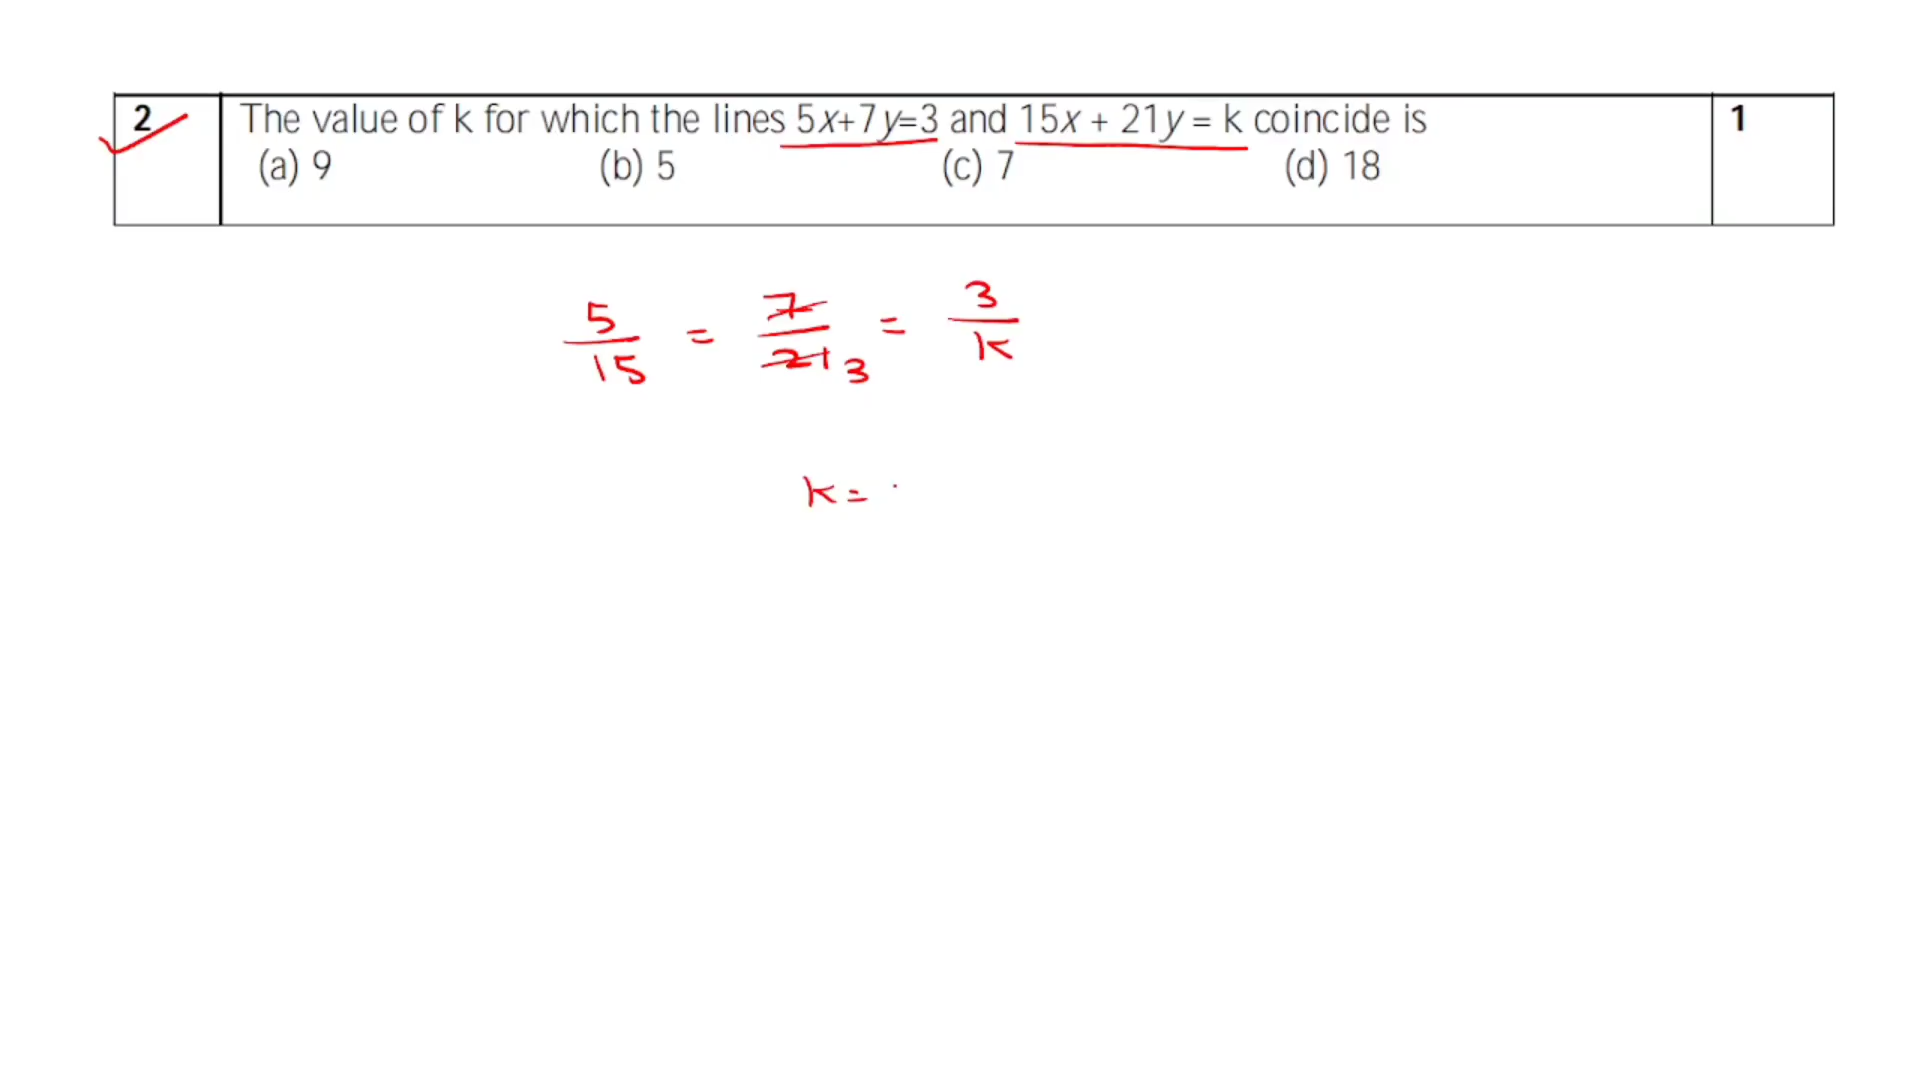 2 The value of k for which the lines 5x+7y=3 and 15x + 21y = k coincide is 1
(a) 9 (b) 5 (c) 7 (d) 18
5/15 = 7/21 3 = 3/k
k =